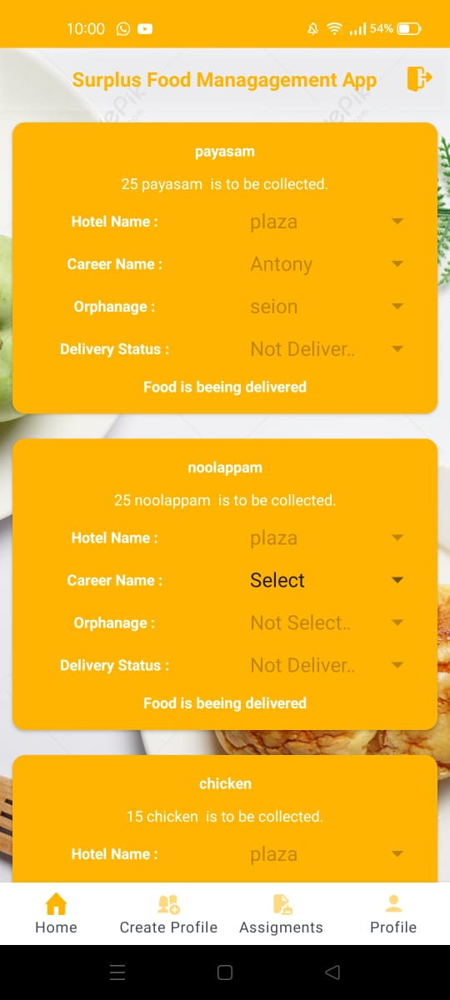 10:00 54%
Surplus Food Managagement App
payasam
25 payasam  is to be collected.
Hotel Name : plaza
Career Name : Antony
Orphanage : seion
Delivery Status : Not Deliver..
Food is beeing delivered
noolappam
25 noolappam  is to be collected.
Hotel Name : plaza
Career Name : Select
Orphanage : Not Select..
Delivery Status : Not Deliver..
Food is beeing delivered
chicken
15 chicken  is to be collected.
Hotel Name : plaza
Home Create Profile Assigments Profile